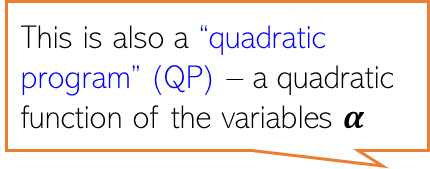 This is also a “quadratic
program” (QP) – a quadratic
function of the variables 𝜶